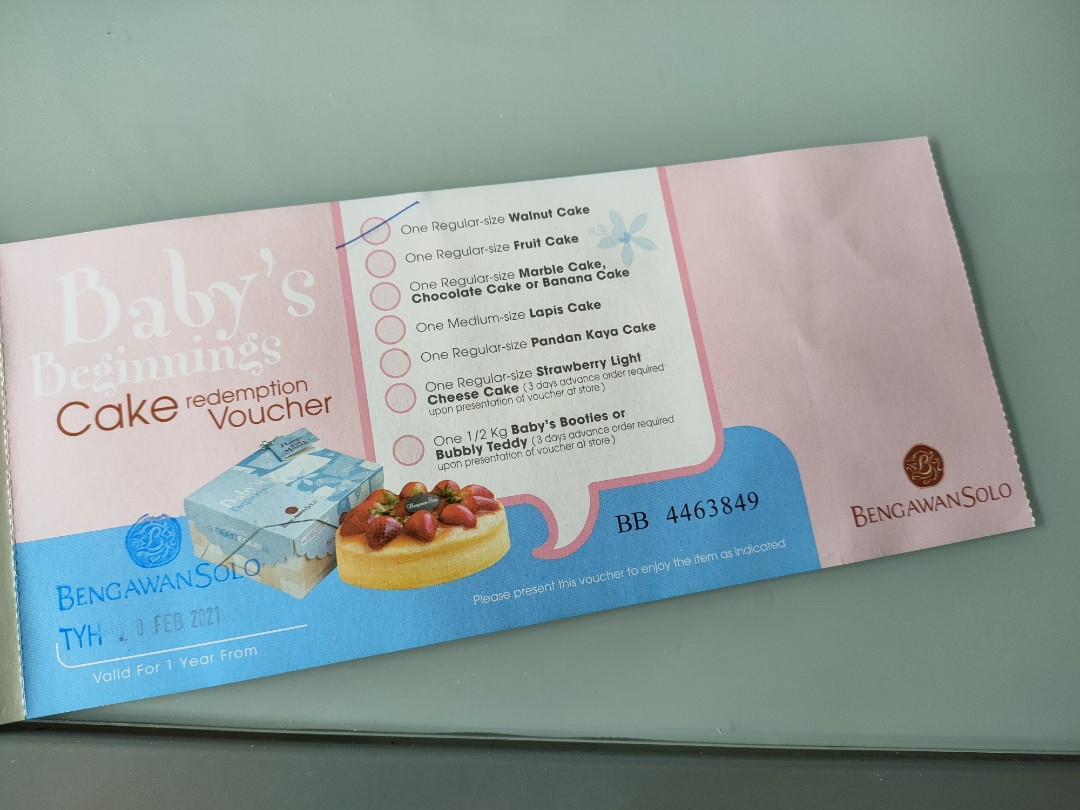 Baby's
Beginnings
Cake redemption
Voucher
One Regular-size Walnut Cake
One Regular-size Fruit Cake
One Regular-size Marble Cake,
Chocolate Cake or Banana Cake
One Medium-size Lapis Cake
One Regular-size Pandan Kaya Cake
One Regular-size Strawberry Light
Cheese Cake (3 days advance order required
upon presentation of voucher at store)
One 1/2 Kg Baby's Booties or
Bubbly Teddy (3 days advance order required
upon presentation of voucher at store)
BB 4463849
Please present this voucher to enjoy the item as indicated
BENGAWAN SOLO
BENGAWAN SOLO
TYH 20 FEB 2021
Valid For 1 Year From